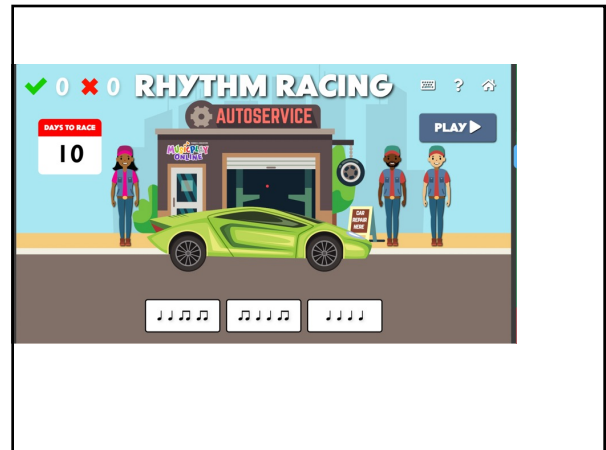 0 0 RHYTHM RACING ?
AUTOSERVICE
DAYS TO RACE
10
PLAY
MUSICPLAY
ONLINE
CAR
REPAIR
HERE